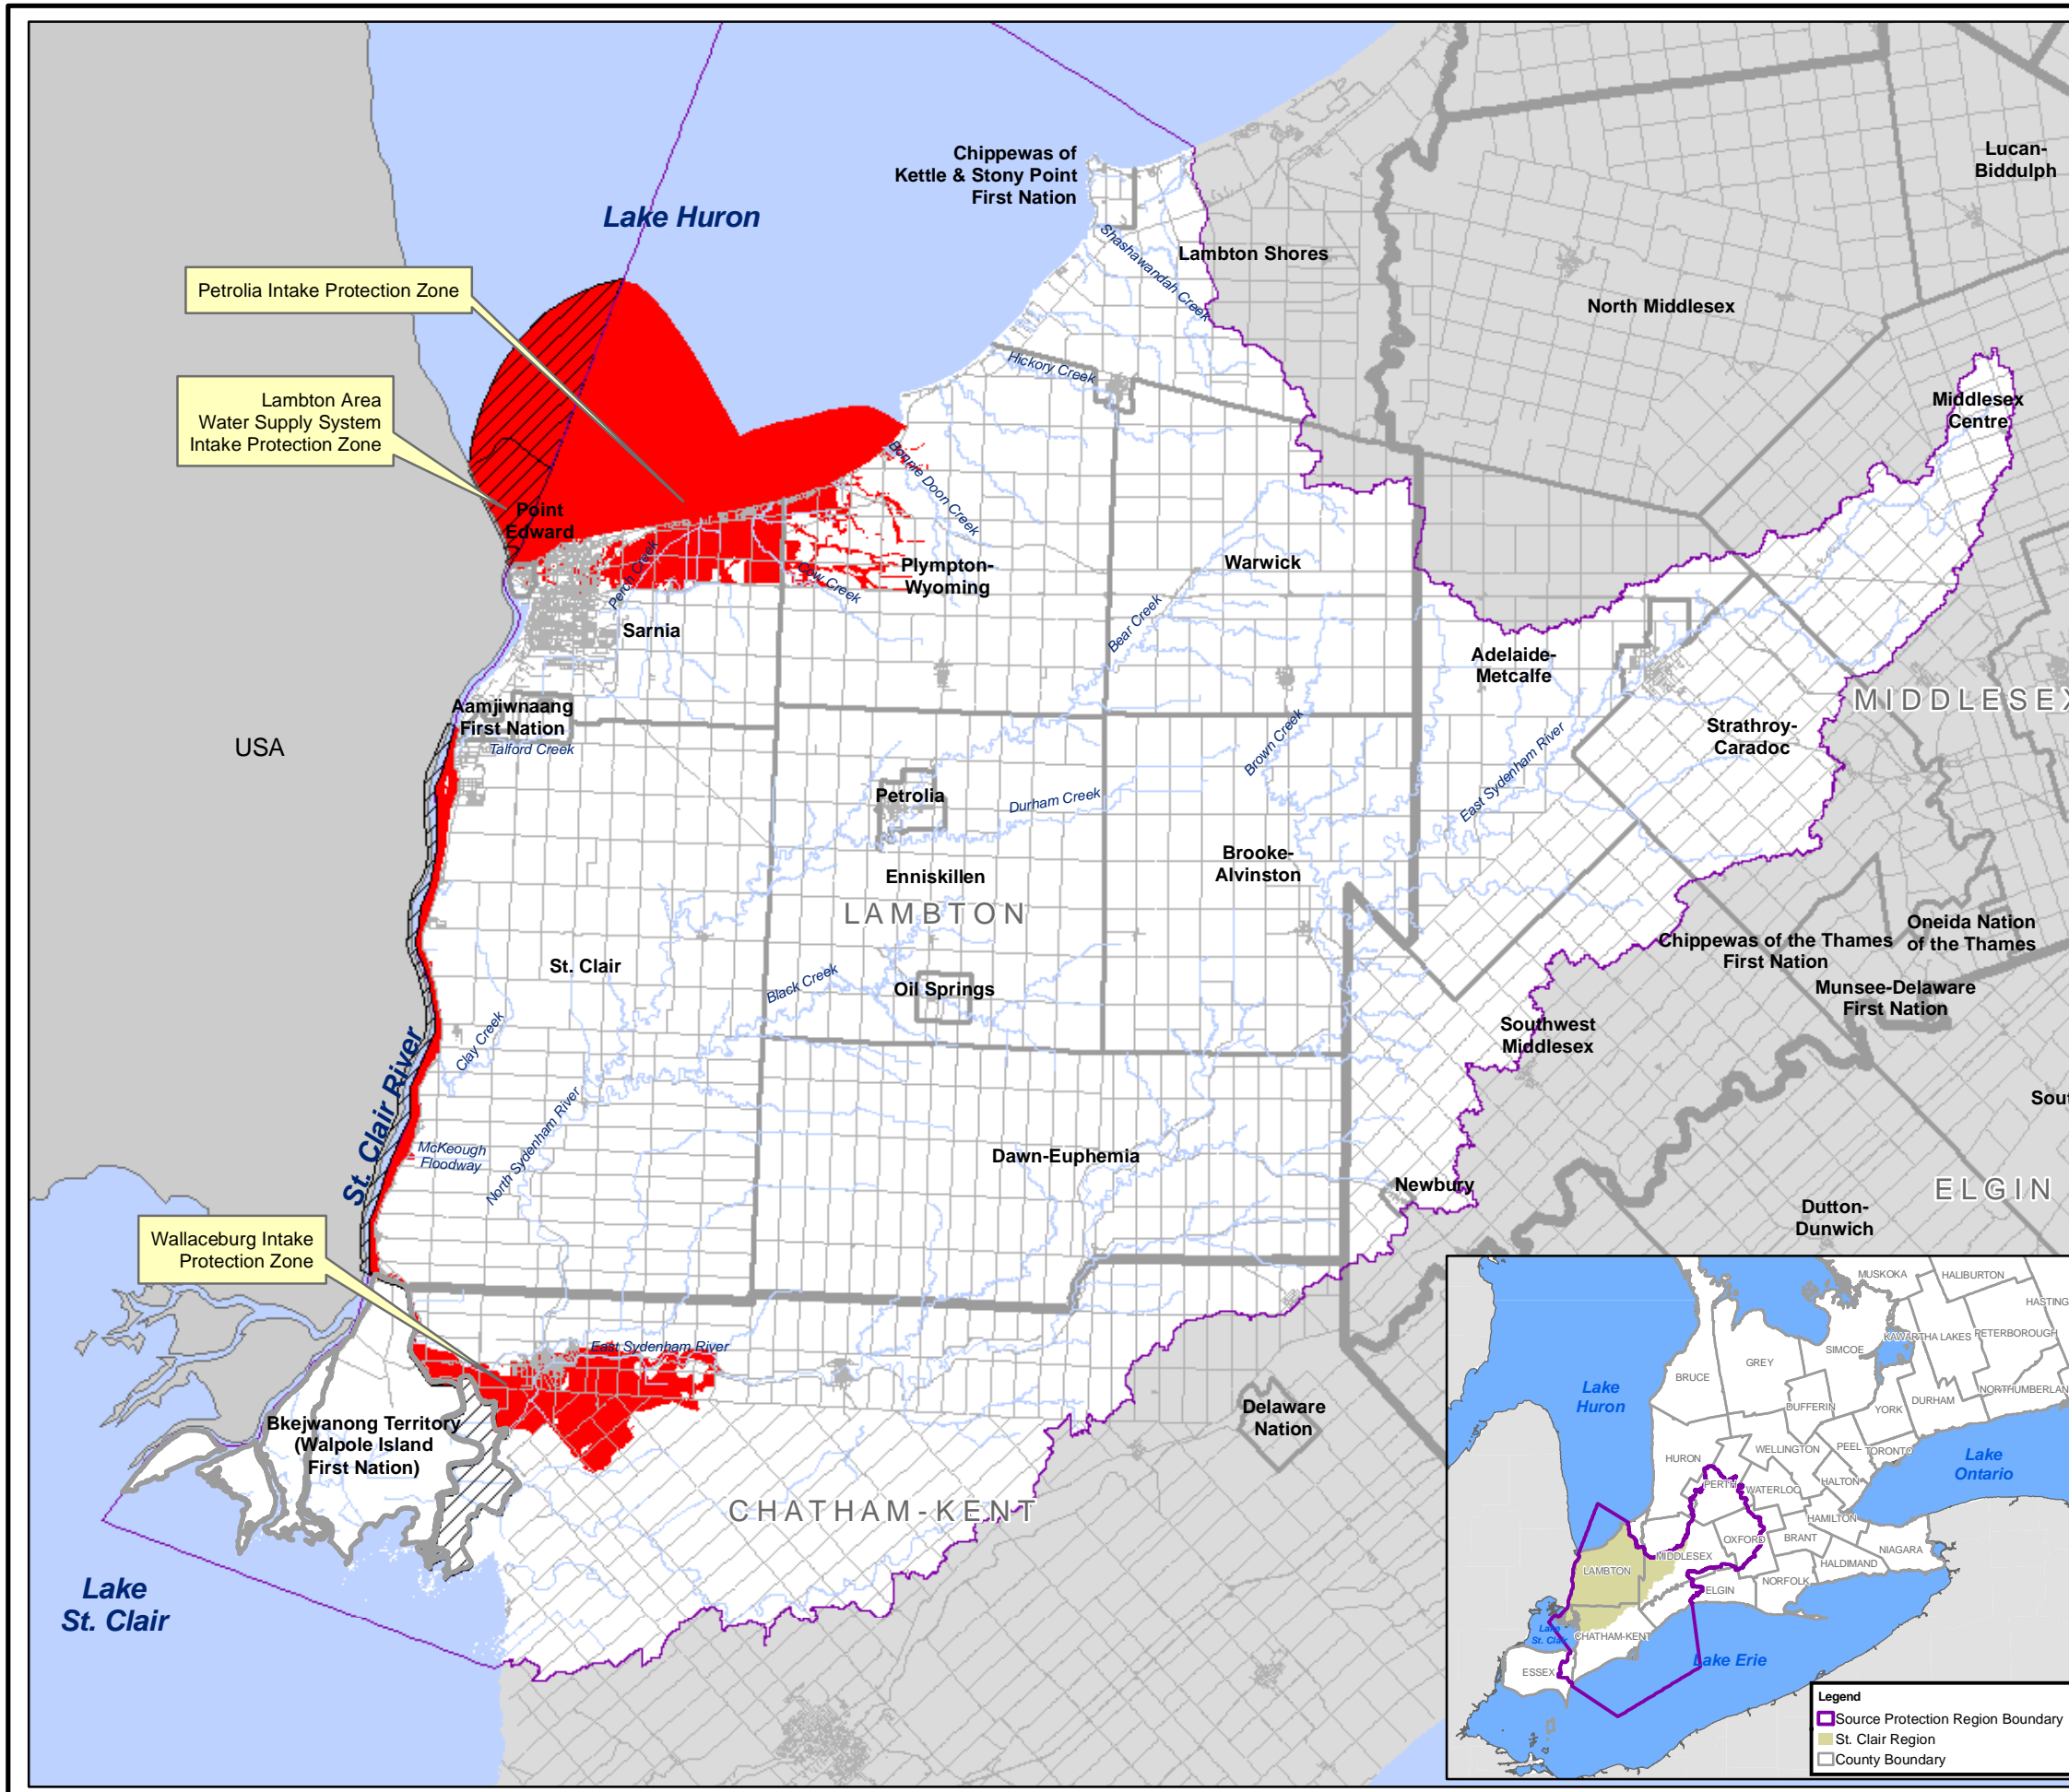 Lake Huron
Chippewas of
Kettle & Stony Point
First Nation
Shashawandah Creek
Lambton Shores
Lucan-
Biddulph
North Middlesex
Petrolia Intake Protection Zone
Lambton Area
Water Supply System
Intake Protection Zone
Hickory Creek
Middlesex
Centre
Bonnie Doon Creek
Point
Edward
Perch Creek
Cow Creek
Plympton-
Wyoming
Warwick
Sarnia
Bear Creek
Adelaide-
Metcalfe
MIDDLESEX
Aamjiwnaang
First Nation
Talford Creek
USA
Strathroy-
Caradoc
Brown Creek
East Sydenham River
Petrolia
Durham Creek
Brooke-
Alvinston
Enniskillen
LAMBTON
St. Clair
Black Creek
Oil Springs
Oneida Nation
of the Thames
Chippewas of the Thames
First Nation
Munsee-Delaware
First Nation
Clay Creek
Southwest
Middlesex
St. Clair River
McKeough
Floodway
North Sydenham River
Dawn-Euphemia
Newbury
ELGIN
Dutton-
Dunwich
Wallaceburg Intake
Protection Zone
East Sydenham River
Bkejwanong Territory
(Walpole Island
First Nation)
Delaware
Nation
CHATHAM-KENT
Lake
St. Clair
MUSKOKA
HALIBURTON
HASTING
KAWARTHA LAKES
PETERBOROUGH
SIMCOE
GREY
BRUCE
Lake
Huron
DUFFERIN
YORK
DURHAM
NORTHUMBERLAN
HURON
WELLINGTON
PEEL
TORONTO
Lake
Ontario
PERTH
WATERLOO
HALTON
HAMILTON
OXFORD
BRANT
NIAGARA
MIDDLESEX
HALDIMAND
LAMBTON
NORFOLK
ELGIN
Lake
St. Clair
CHATHAM-KENT
Lake Erie
ESSEX
Legend
Source Protection Region Boundary
St. Clair Region
County Boundary